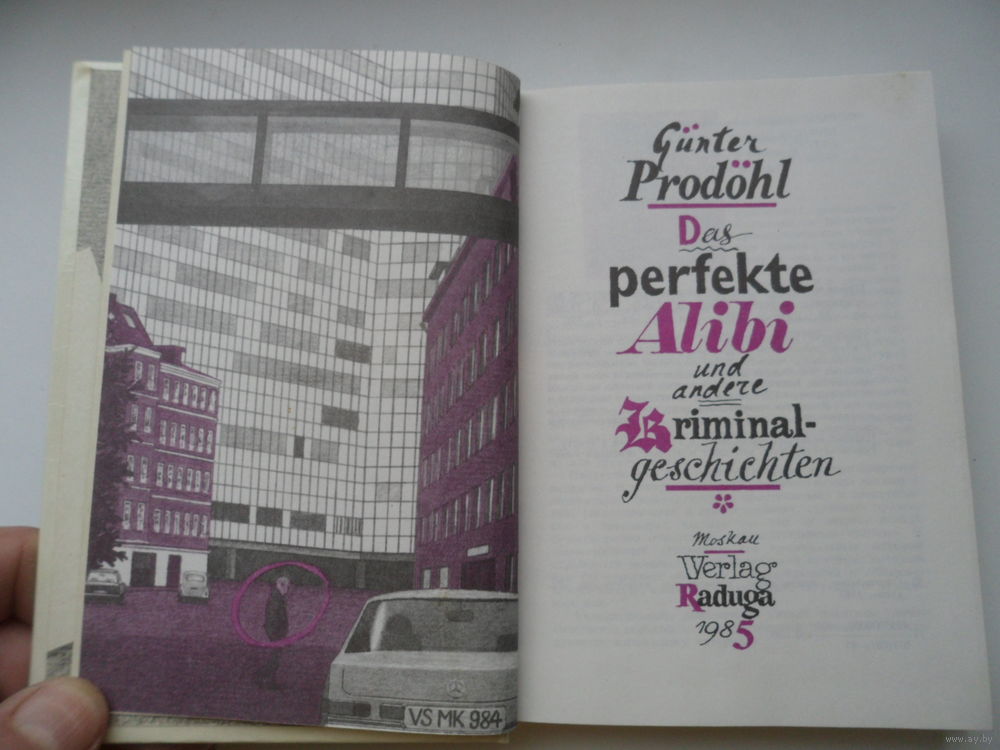 VS MK 984
Günter
Prodöhl
Das
perfekte
Alibi
und
andere
Kriminal-
geschichten
Moskau
Verlag
Raduga
1985
www.ay.by